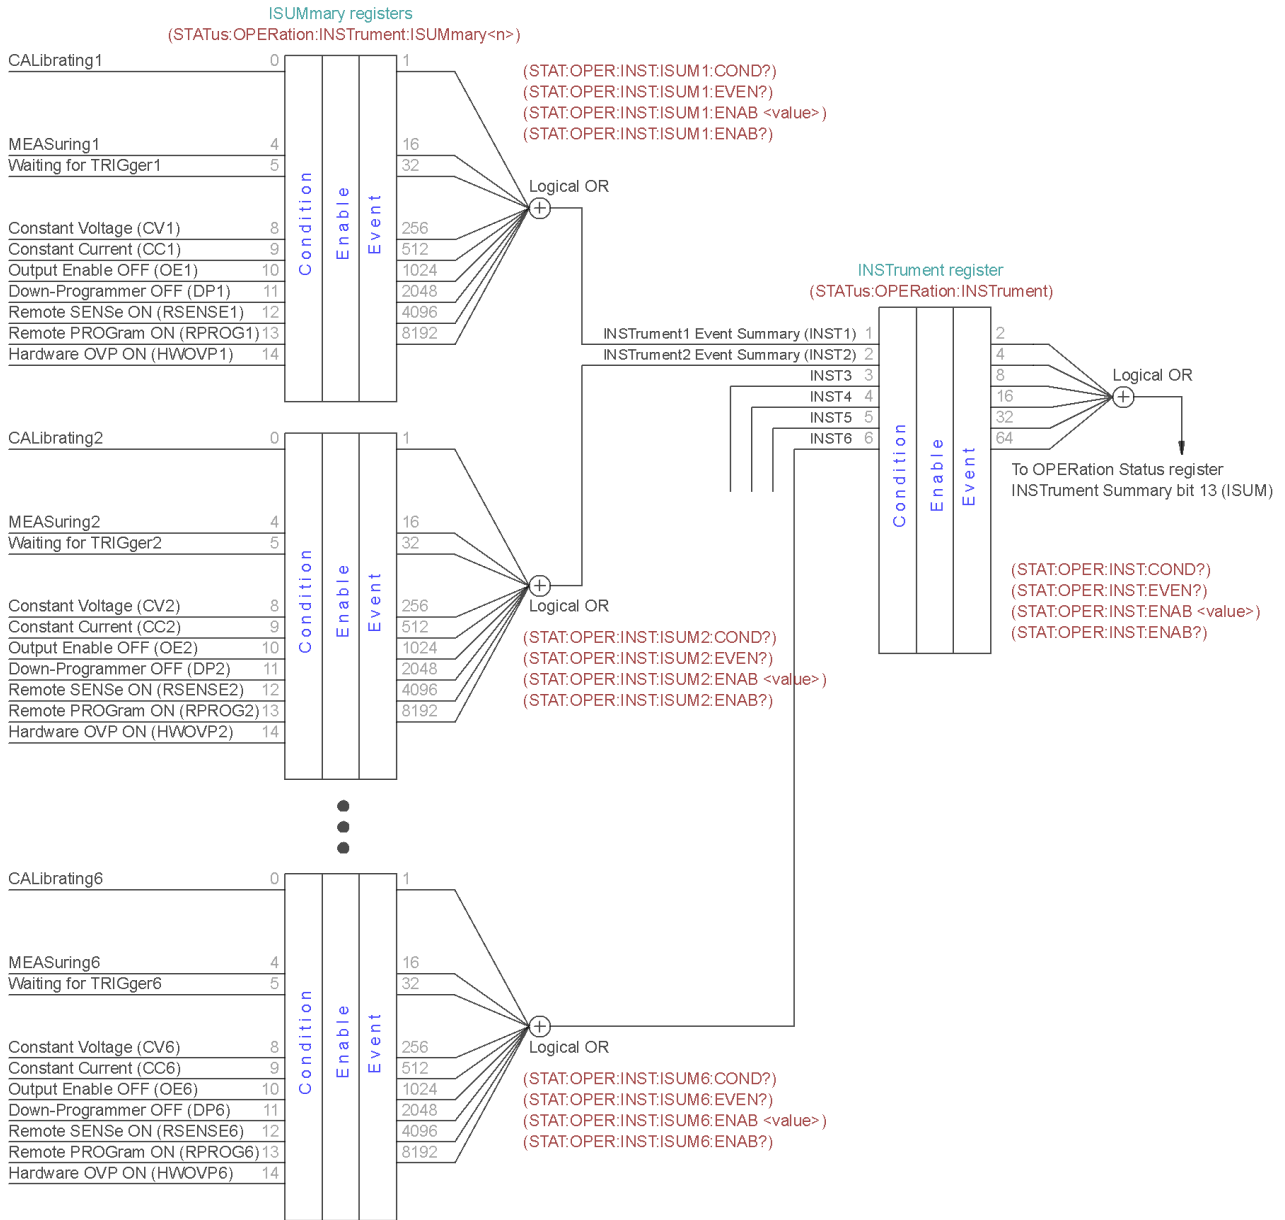 ISUMmary registers
(STATus:OPERation:INSTrument:ISUMmary<n>)
CALibrating1 0 1
(STAT:OPER:INST:ISUM1:COND?)
(STAT:OPER:INST:ISUM1:EVEN?)
(STAT:OPER:INST:ISUM1:ENAB <value>)
(STAT:OPER:INST:ISUM1:ENAB?)
MEASuring1 4 16
Waiting for TRIGger1 5 32
Logical OR
Constant Voltage (CV1) 8 256
Constant Current (CC1) 9 512
Output Enable OFF (OE1) 10 1024
Down-Programmer OFF (DP1) 11 2048
Remote SENSe ON (RSENSE1) 12 4096
Remote PROGram ON (RPROG1) 13 8192
Hardware OVP ON (HWOVP1) 14
Condition
Enable
Event
INSTrument register
(STATus:OPERation:INSTrument)
INSTrument1 Event Summary (INST1) 1 2
INSTrument2 Event Summary (INST2) 2 4
INST3 3 8
INST4 4 16
INST5 5 32
INST6 6 64
Condition
Enable
Event
Logical OR
To OPERation Status register
INSTrument Summary bit 13 (ISUM)
(STAT:OPER:INST:COND?)
(STAT:OPER:INST:EVEN?)
(STAT:OPER:INST:ENAB <value>)
(STAT:OPER:INST:ENAB?)
CALibrating2 0 1
MEASuring2 4 16
Waiting for TRIGger2 5 32
Constant Voltage (CV2) 8 256
Constant Current (CC2) 9 512
Output Enable OFF (OE2) 10 1024
Down-Programmer OFF (DP2) 11 2048
Remote SENSe ON (RSENSE2) 12 4096
Remote PROGram ON (RPROG2) 13 8192
Hardware OVP ON (HWOVP2) 14
Condition
Enable
Event
Logical OR
(STAT:OPER:INST:ISUM2:COND?)
(STAT:OPER:INST:ISUM2:EVEN?)
(STAT:OPER:INST:ISUM2:ENAB <value>)
(STAT:OPER:INST:ISUM2:ENAB?)
CALibrating6 0 1
MEASuring6 4 16
Waiting for TRIGger6 5 32
Constant Voltage (CV6) 8 256
Constant Current (CC6) 9 512
Output Enable OFF (OE6) 10 1024
Down-Programmer OFF (DP6) 11 2048
Remote SENSe ON (RSENSE6) 12 4096
Remote PROGram ON (RPROG6) 13 8192
Hardware OVP ON (HWOVP6) 14
Condition
Enable
Event
Logical OR
(STAT:OPER:INST:ISUM6:COND?)
(STAT:OPER:INST:ISUM6:EVEN?)
(STAT:OPER:INST:ISUM6:ENAB <value>)
(STAT:OPER:INST:ISUM6:ENAB?)